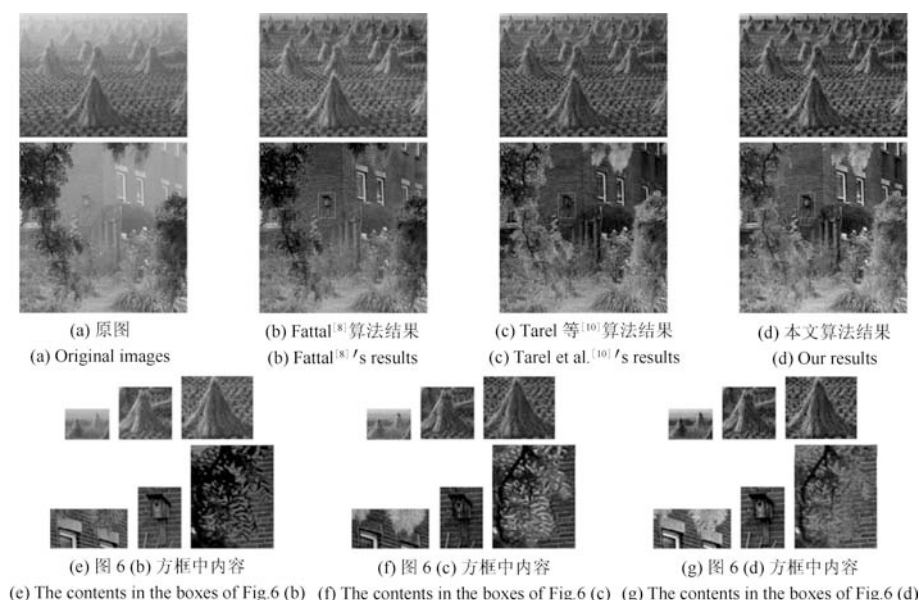 (a) 原图
(b) Fattal[8] 算法结果
(c) Tarel 等[10] 算法结果
(d) 本文算法结果
(a) Original images
(b) Fattal[8]′s results
(c) Tarel et al.[10]′s results
(d) Our results
(e) 图 6 (b) 方框中内容
(f) 图 6 (c) 方框中内容
(g) 图 6 (d) 方框中内容
(e) The contents in the boxes of Fig.6 (b)
(f) The contents in the boxes of Fig.6 (c)
(g) The contents in the boxes of Fig.6 (d)